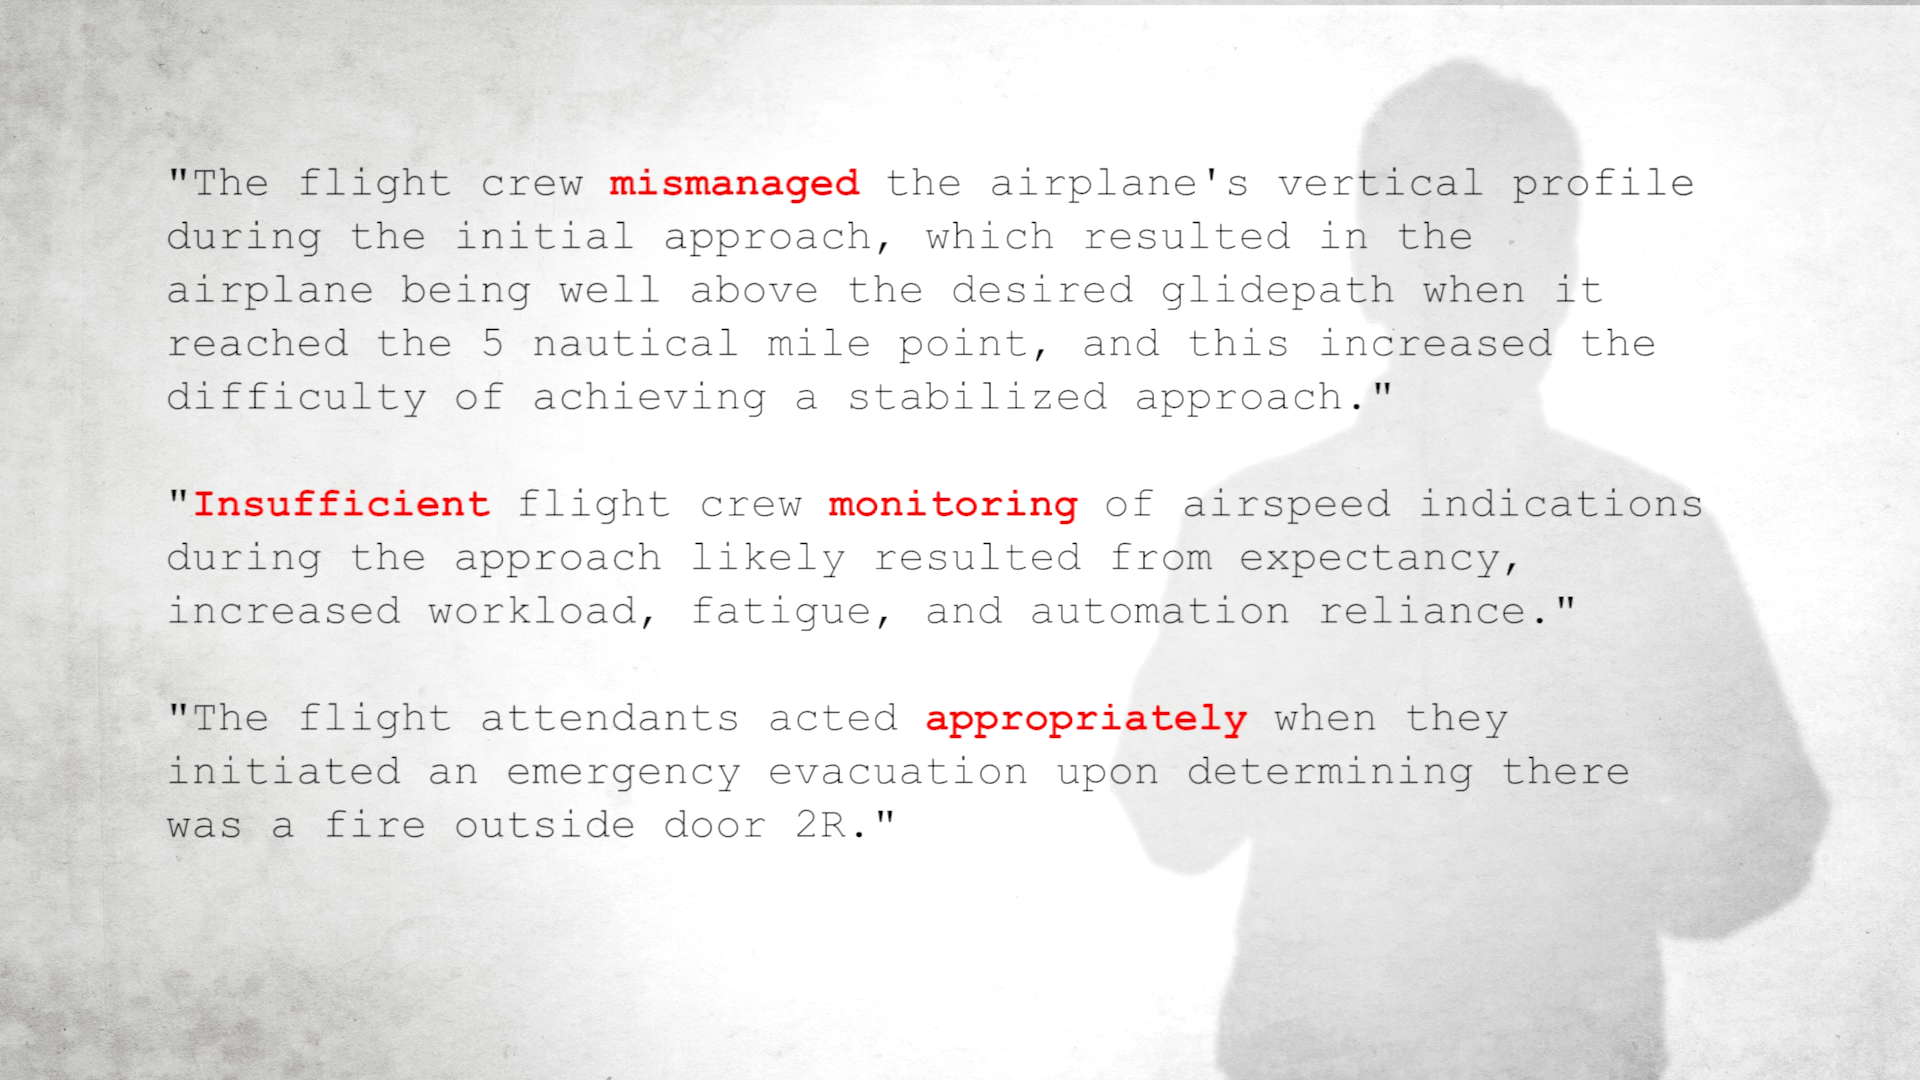 "The flight crew mismanaged the airplane's vertical profile
during the initial approach, which resulted in the
airplane being well above the desired glidepath when it
reached the 5 nautical mile point, and this increased the
difficulty of achieving a stabilized approach."
"Insufficient flight crew monitoring of airspeed indications
during the approach likely resulted from expectancy,
increased workload, fatigue, and automation reliance."
"The flight attendants acted appropriately when they
initiated an emergency evacuation upon determining there
was a fire outside door 2R."